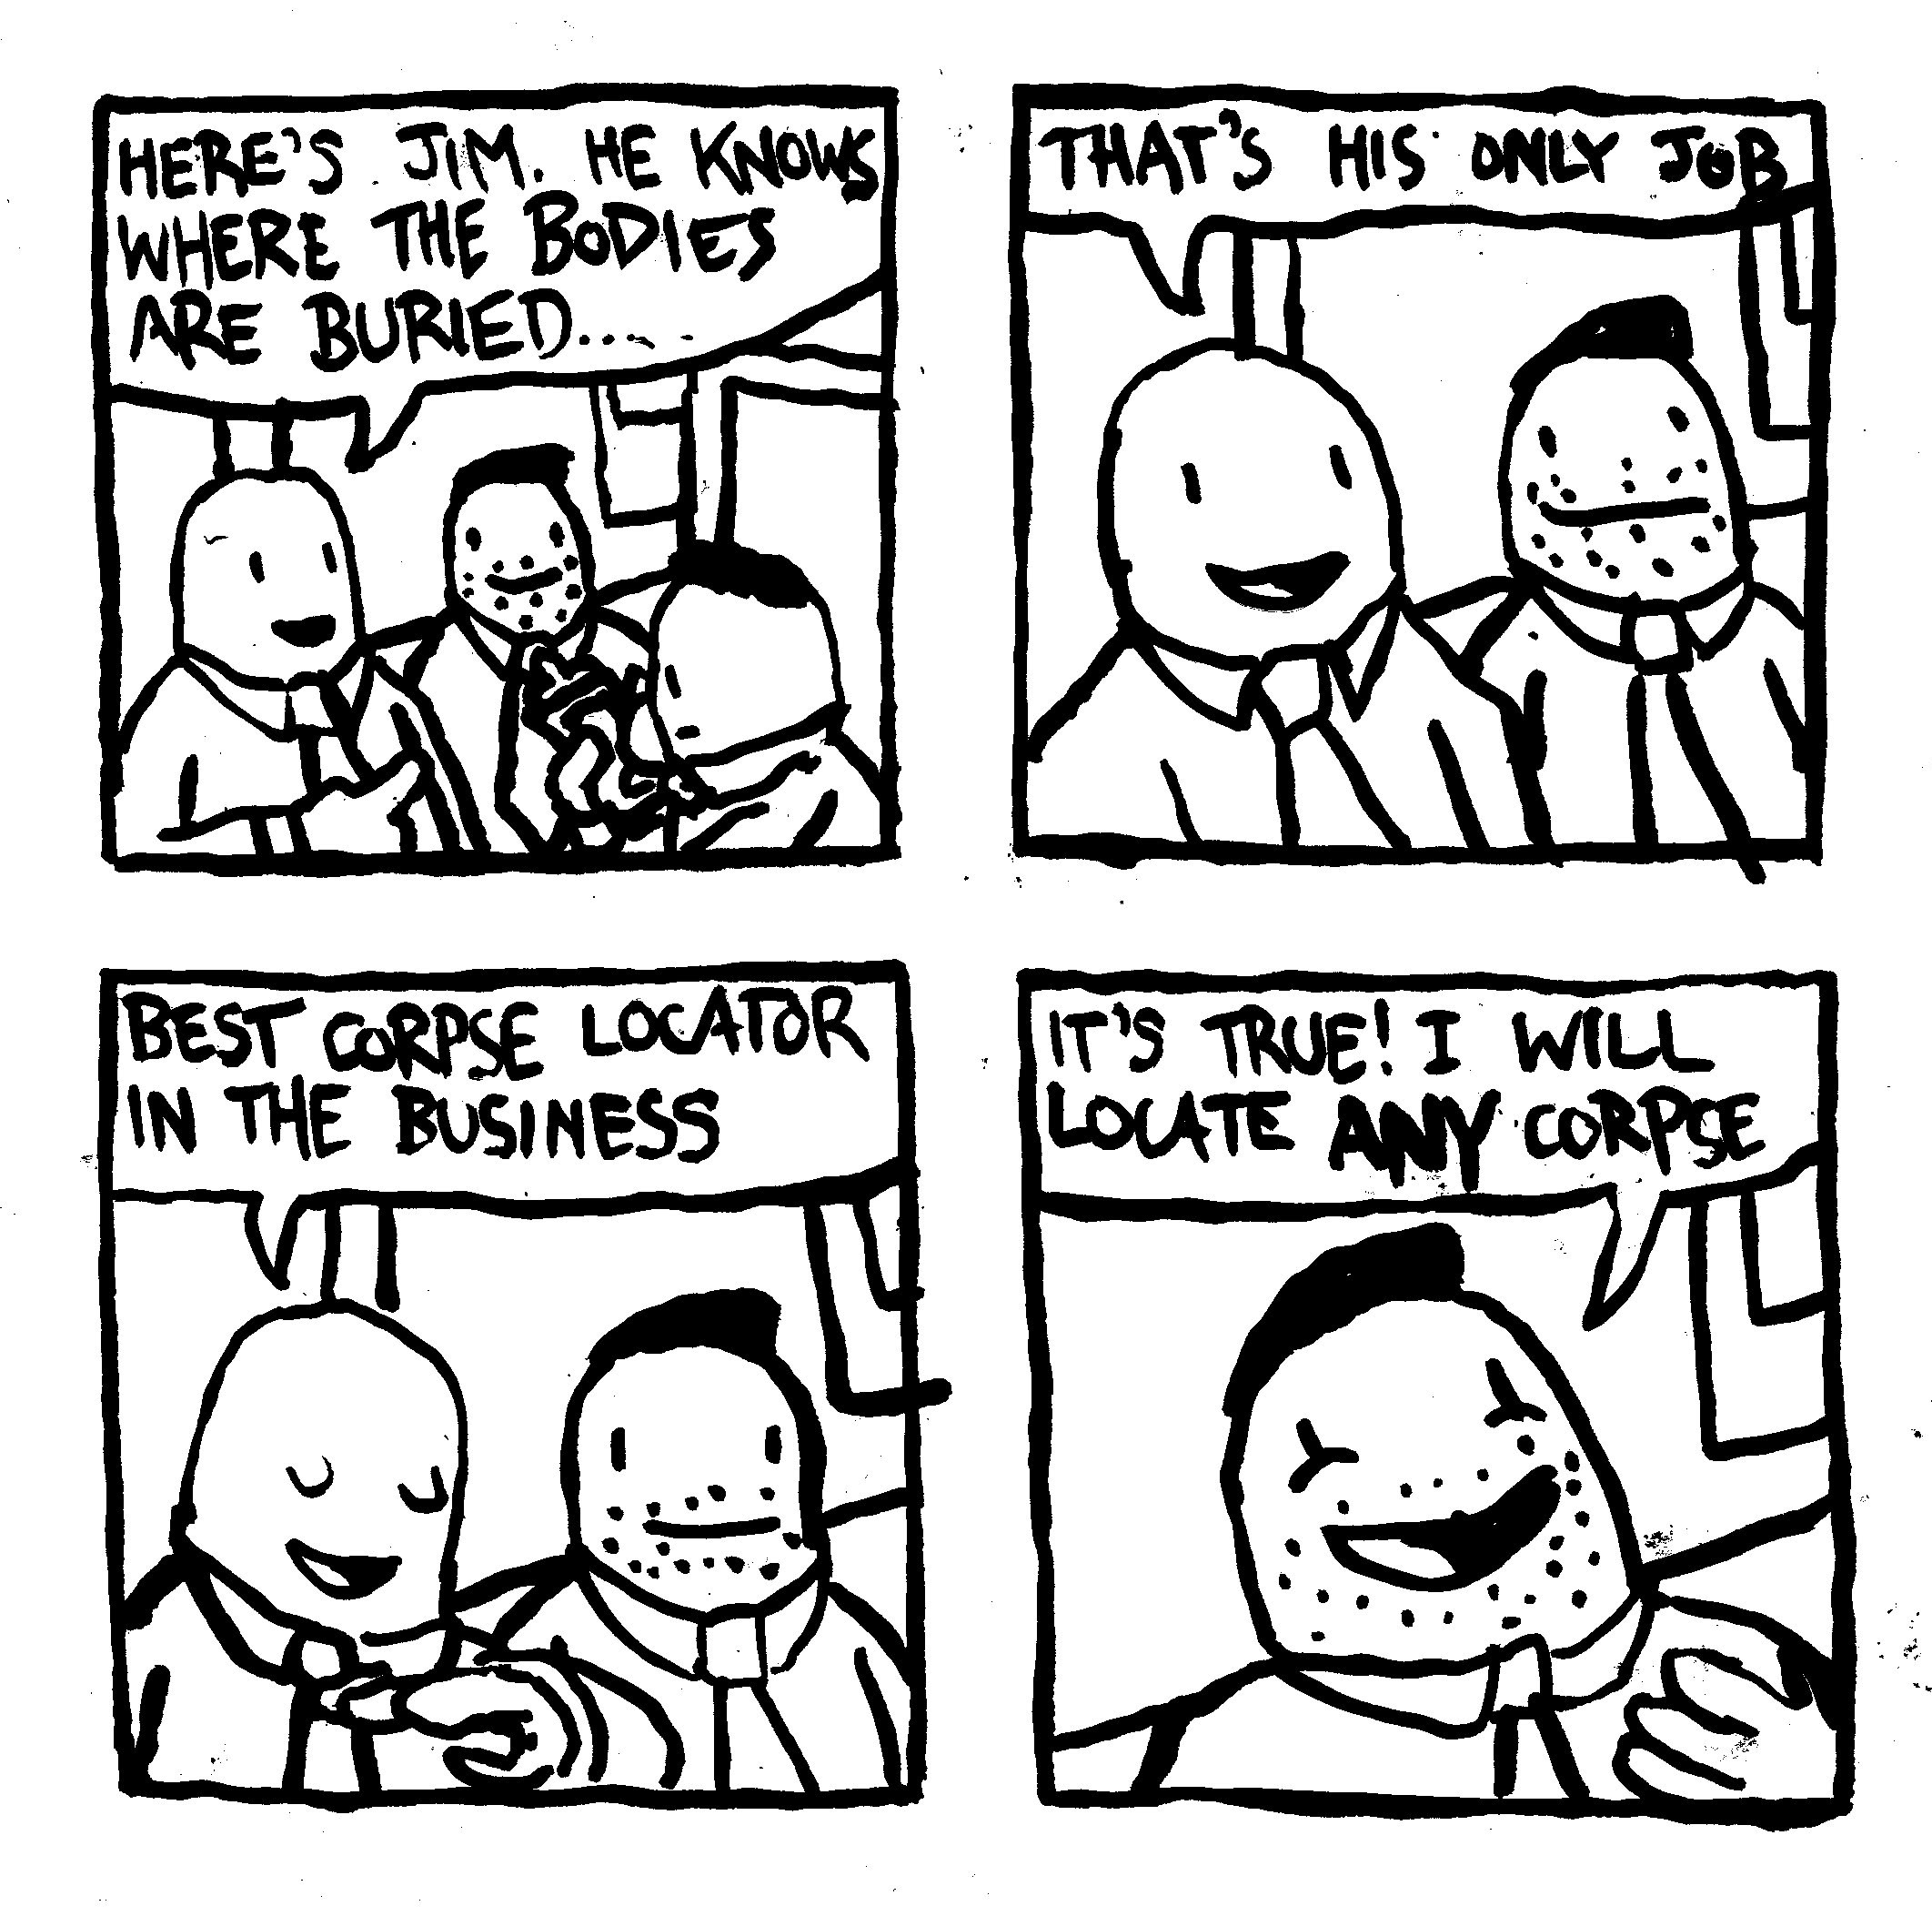 HERE'S JIM. HE KNOWS
WHERE THE BODIES
ARE BURIED.....
THAT'S HIS ONLY JOB
BEST CORPSE LOCATOR
IN THE BUSINESS
IT'S TRUE! I WILL
LOCATE ANY CORPSE